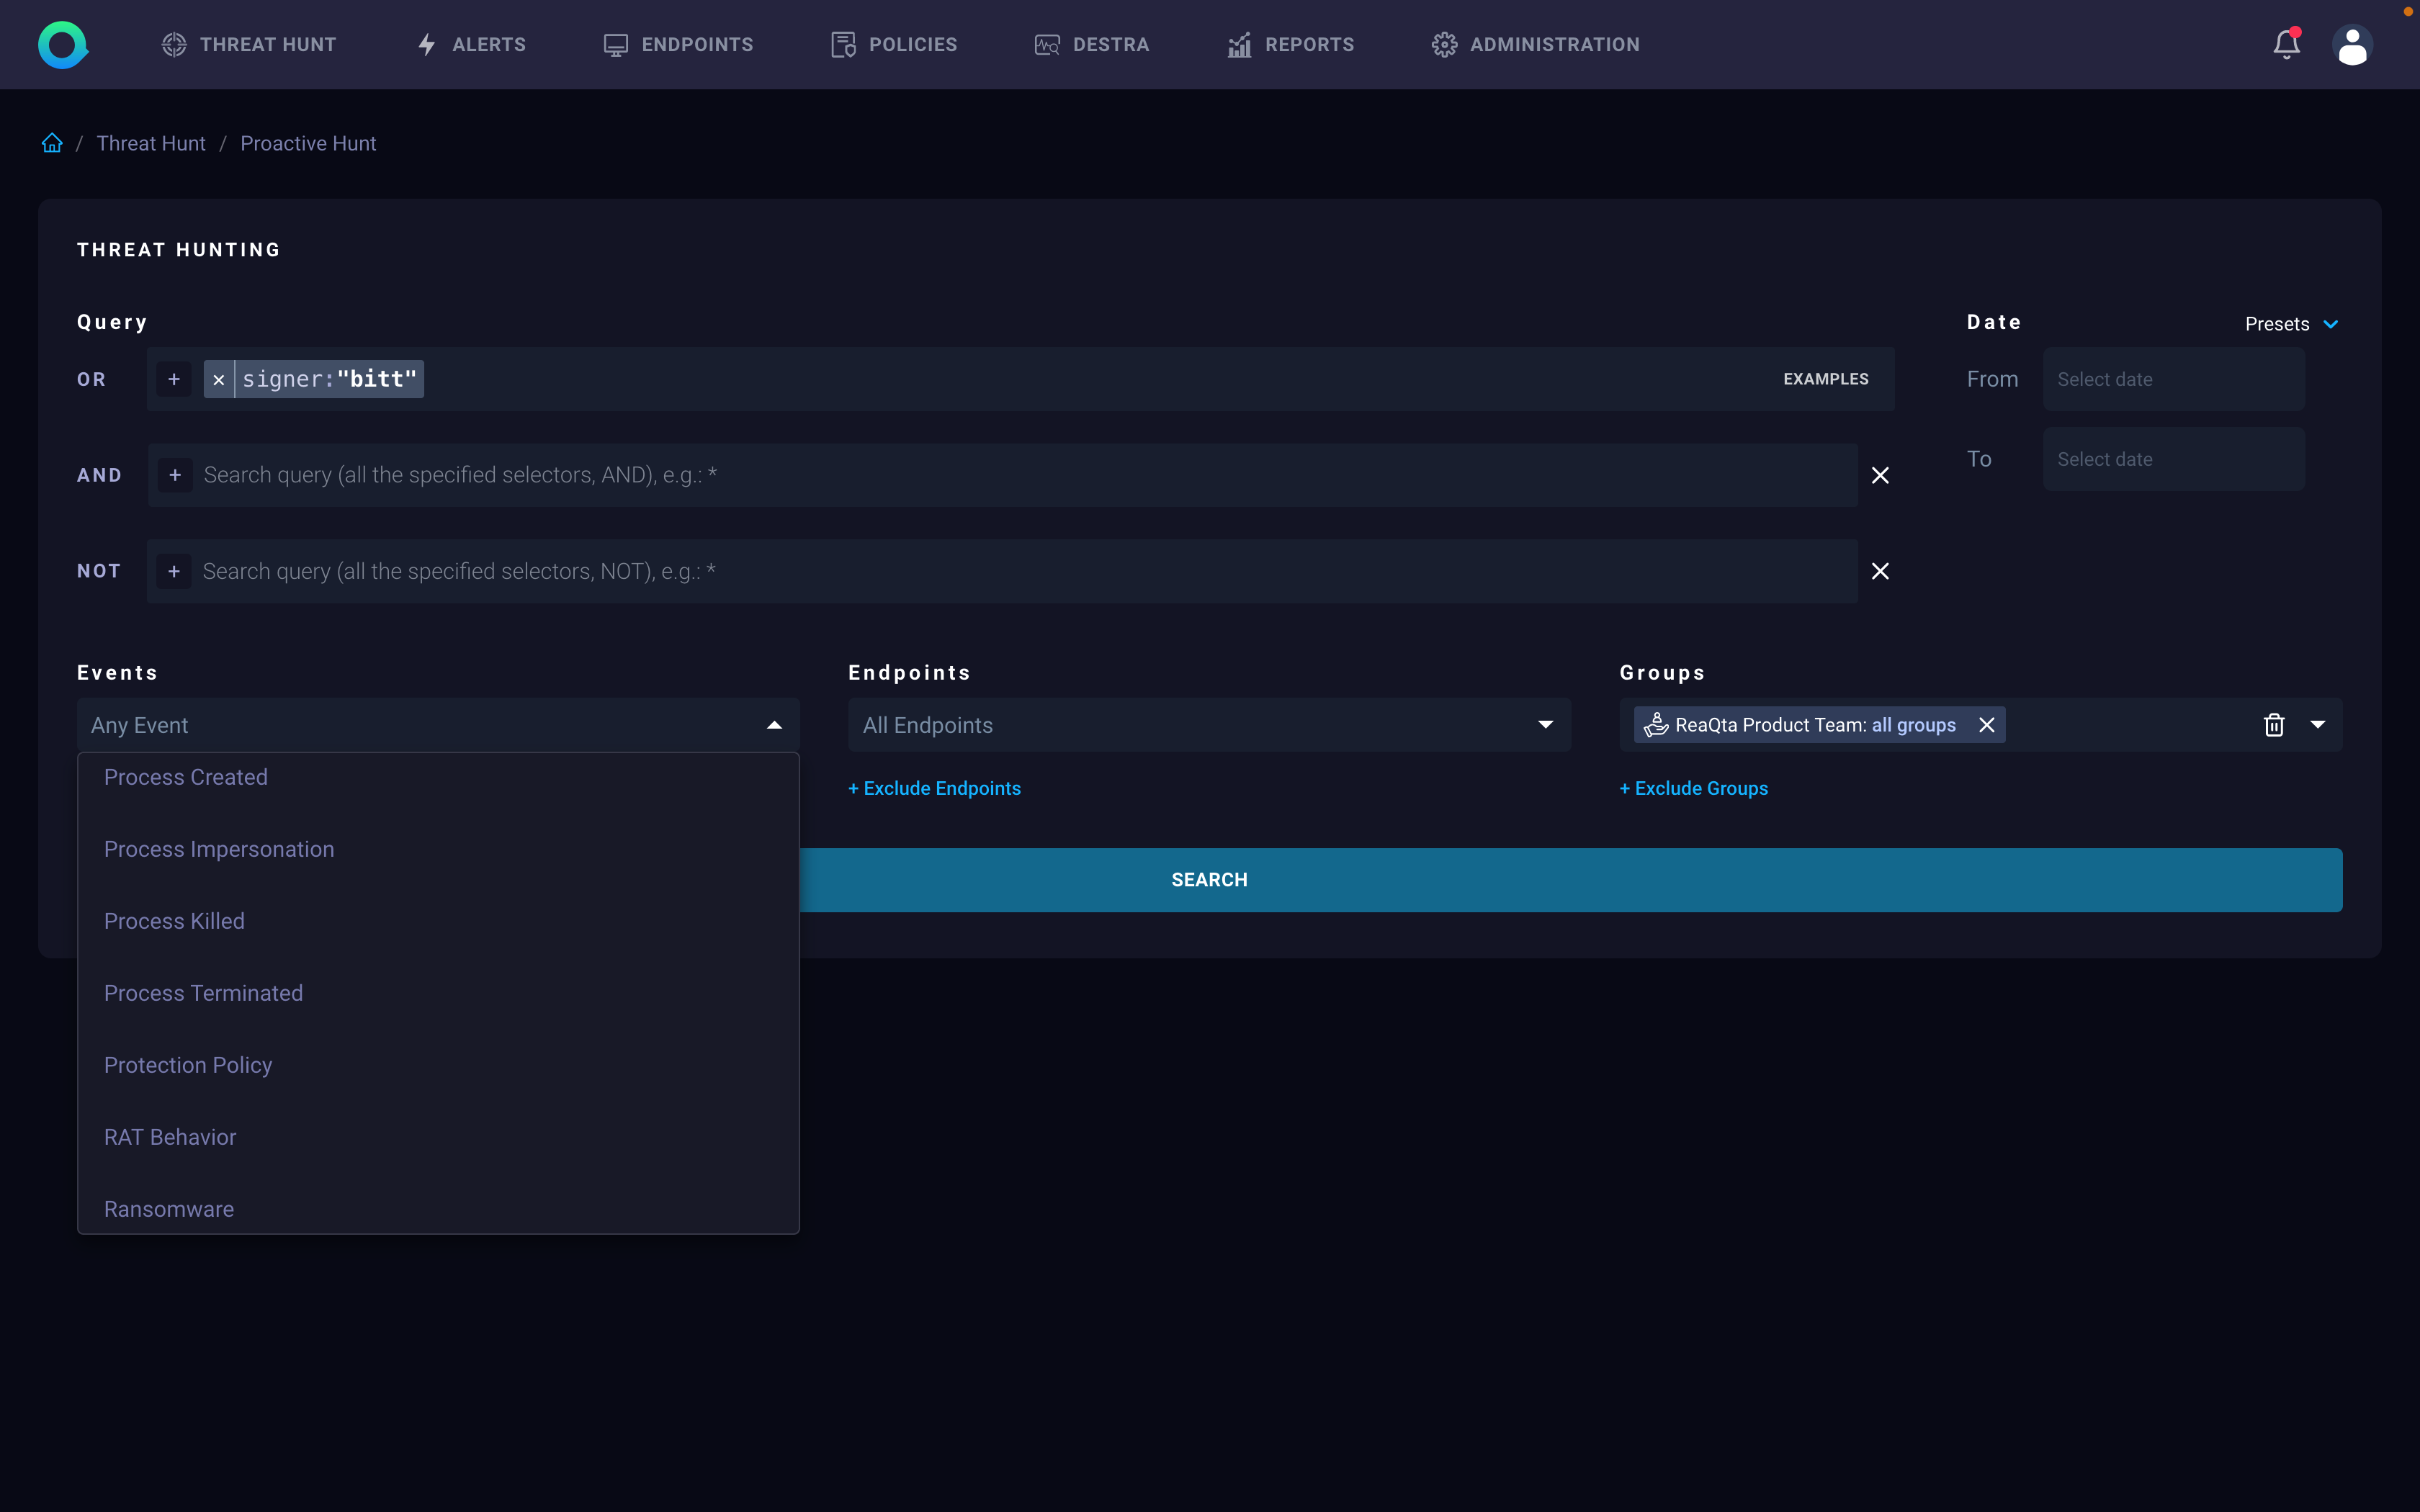 THREAT HUNT ALERTS ENDPOINTS POLICIES DESTRA REPORTS ADMINISTRATION
/ Threat Hunt / Proactive Hunt
THREAT HUNTING
Query
Date Presets
OR + × signer:"bitt" EXAMPLES
From Select date
AND + Search query (all the specified selectors, AND), e.g.: *
To Select date
NOT + Search query (all the specified selectors, NOT), e.g.: *
Events Endpoints Groups
Any Event All Endpoints ReaQta Product Team: all groups
+ Exclude Endpoints + Exclude Groups
SEARCH
Process Created
Process Impersonation
Process Killed
Process Terminated
Protection Policy
RAT Behavior
Ransomware